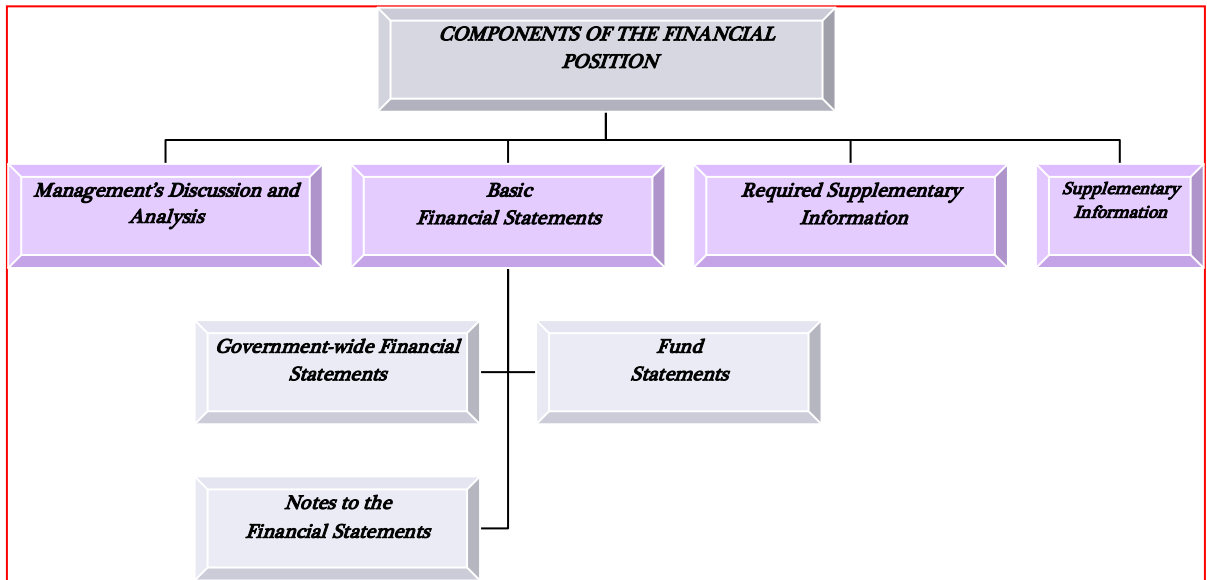 COMPONENTS OF THE FINANCIAL
POSITION
Management’s Discussion and
Analysis
Basic
Financial Statements
Required Supplementary
Information
Supplementary
Information
Government-wide Financial
Statements
Fund
Statements
Notes to the
Financial Statements